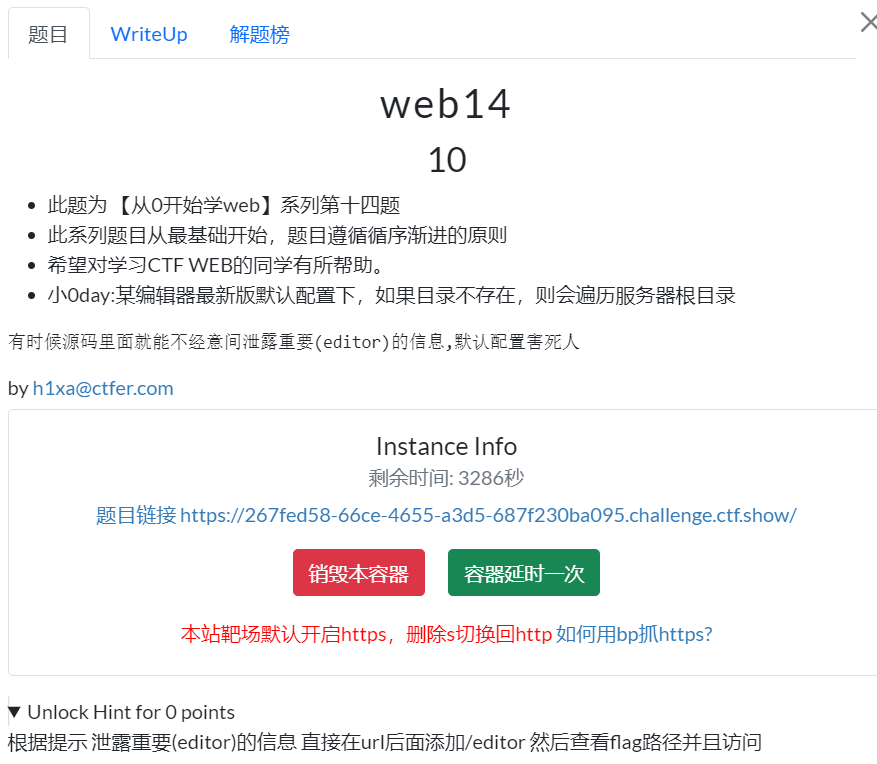 题目 WriteUp 解题榜
web14
10
此题为 【从0开始学web】系列第十四题
此系列题目从最基础开始，题目遵循循序渐进的原则
希望对学习CTF WEB的同学有所帮助。
小0day:某编辑器最新版默认配置下，如果目录不存在，则会遍历服务器根目录
有时候源码里面就能不经意间泄露重要(editor)的信息,默认配置害死人
by h1xa@ctfer.com
Instance Info
剩余时间: 3286秒
题目链接 https://267fed58-66ce-4655-a3d5-687f230ba095.challenge.ctf.show/
销毁本容器 容器延时一次
本站靶场默认开启https，删除s切换回http 如何用bp抓https?
Unlock Hint for 0 points
根据提示 泄露重要(editor)的信息 直接在url后面添加/editor 然后查看flag路径并且访问